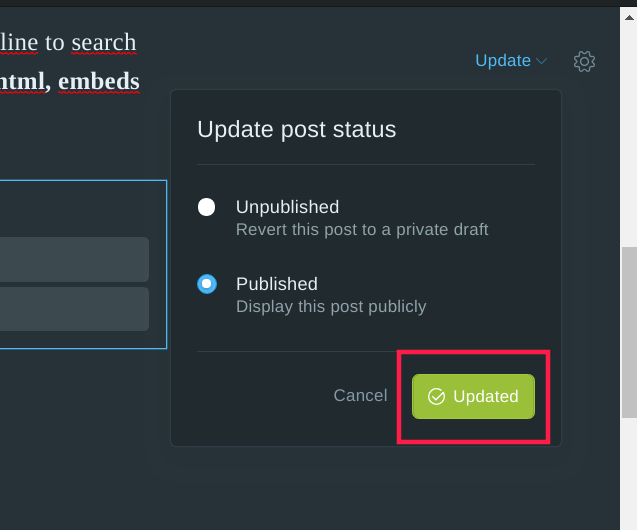 line to search
html, embeds
Update
Update post status
Unpublished
Revert this post to a private draft
Published
Display this post publicly
Cancel
Updated